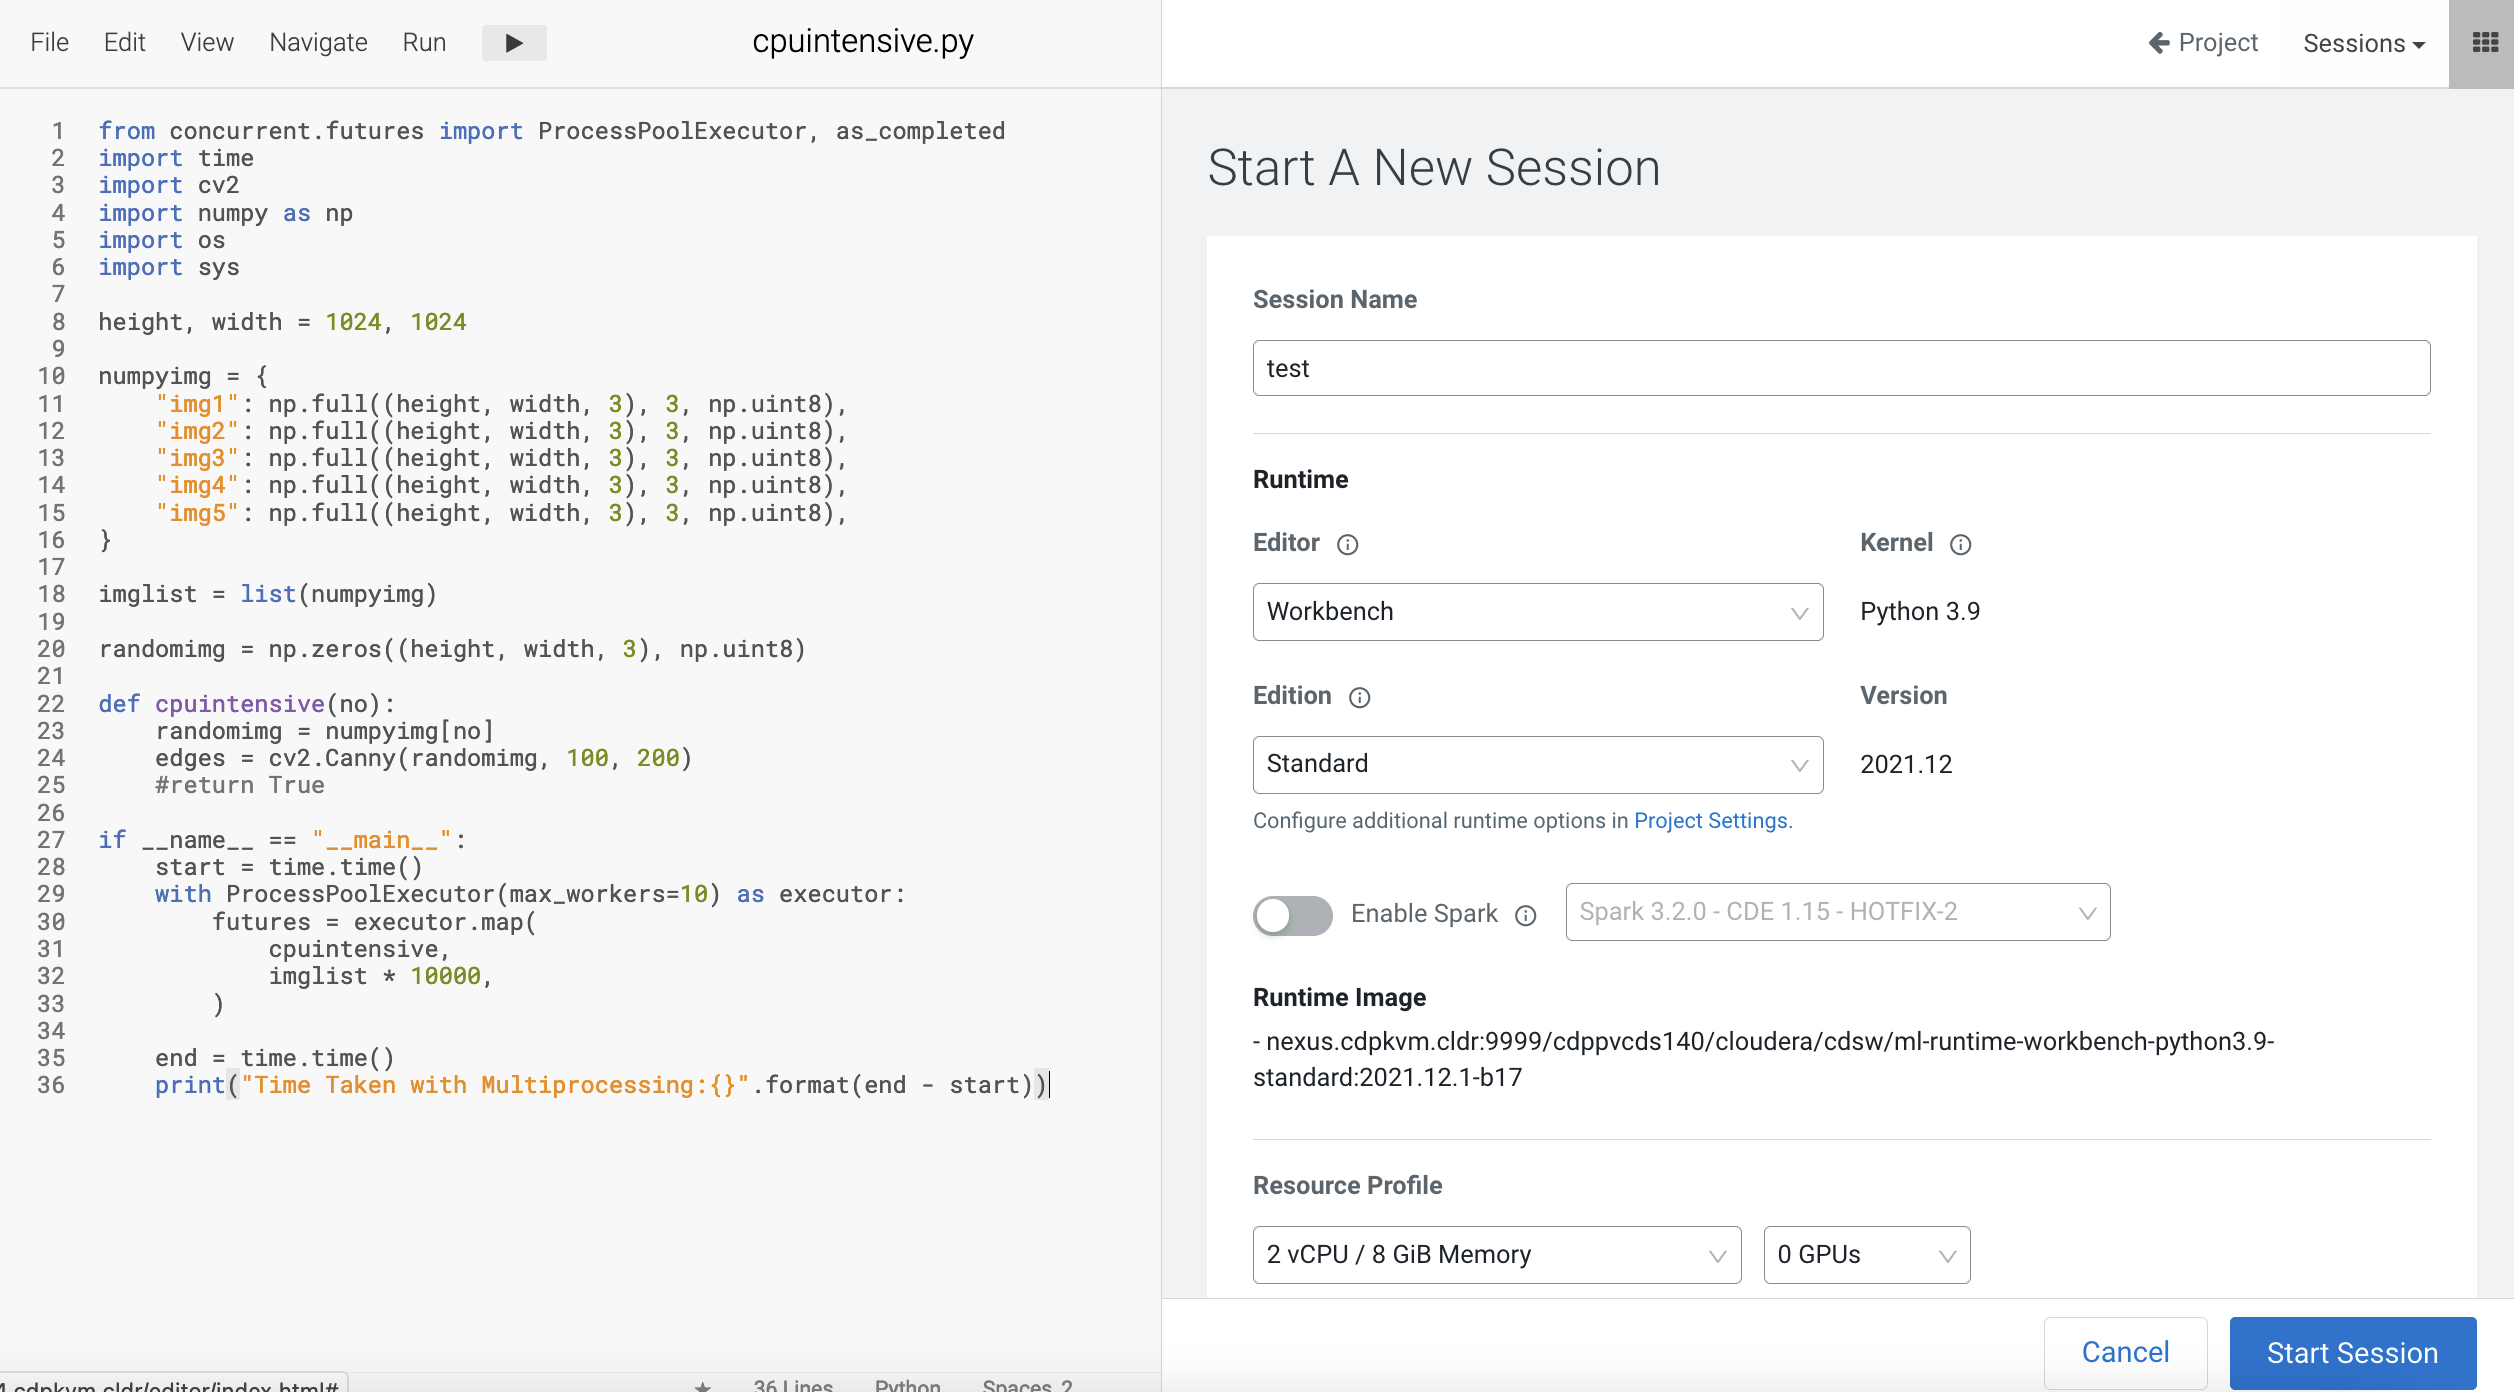 File Edit View Navigate Run cpuintensive.py
1 from concurrent.futures import ProcessPoolExecutor, as_completed
2 import time
3 import cv2
4 import numpy as np
5 import os
6 import sys
7
8 height, width = 1024, 1024
9
10 numpyimg = {
11     "img1": np.full((height, width, 3), 3, np.uint8),
12     "img2": np.full((height, width, 3), 3, np.uint8),
13     "img3": np.full((height, width, 3), 3, np.uint8),
14     "img4": np.full((height, width, 3), 3, np.uint8),
15     "img5": np.full((height, width, 3), 3, np.uint8),
16 }
17
18 imglist = list(numpyimg)
19
20 randomimg = np.zeros((height, width, 3), np.uint8)
21
22 def cpuintensive(no):
23     randomimg = numpyimg[no]
24     edges = cv2.Canny(randomimg, 100, 200)
25     #return True
26
27 if __name__ == "__main__":
28     start = time.time()
29     with ProcessPoolExecutor(max_workers=10) as executor:
30         futures = executor.map(
31             cpuintensive,
32             imglist * 10000,
33         )
34
35     end = time.time()
36     print("Time Taken with Multiprocessing:{}".format(end - start))
4.cdpkvm.cldr/editor/index.html#
36 Lines Python Spaces 2
Project Sessions
Start A New Session
Session Name
test
Runtime
Editor Kernel
Workbench Python 3.9
Edition Version
Standard 2021.12
Configure additional runtime options in Project Settings.
Enable Spark Spark 3.2.0 - CDE 1.15 - HOTFIX-2
Runtime Image
- nexus.cdpkvm.cldr:9999/cdppvcds140/cloudera/cdsw/ml-runtime-workbench-python3.9-
standard:2021.12.1-b17
Resource Profile
2 vCPU / 8 GiB Memory 0 GPUs
Cancel Start Session